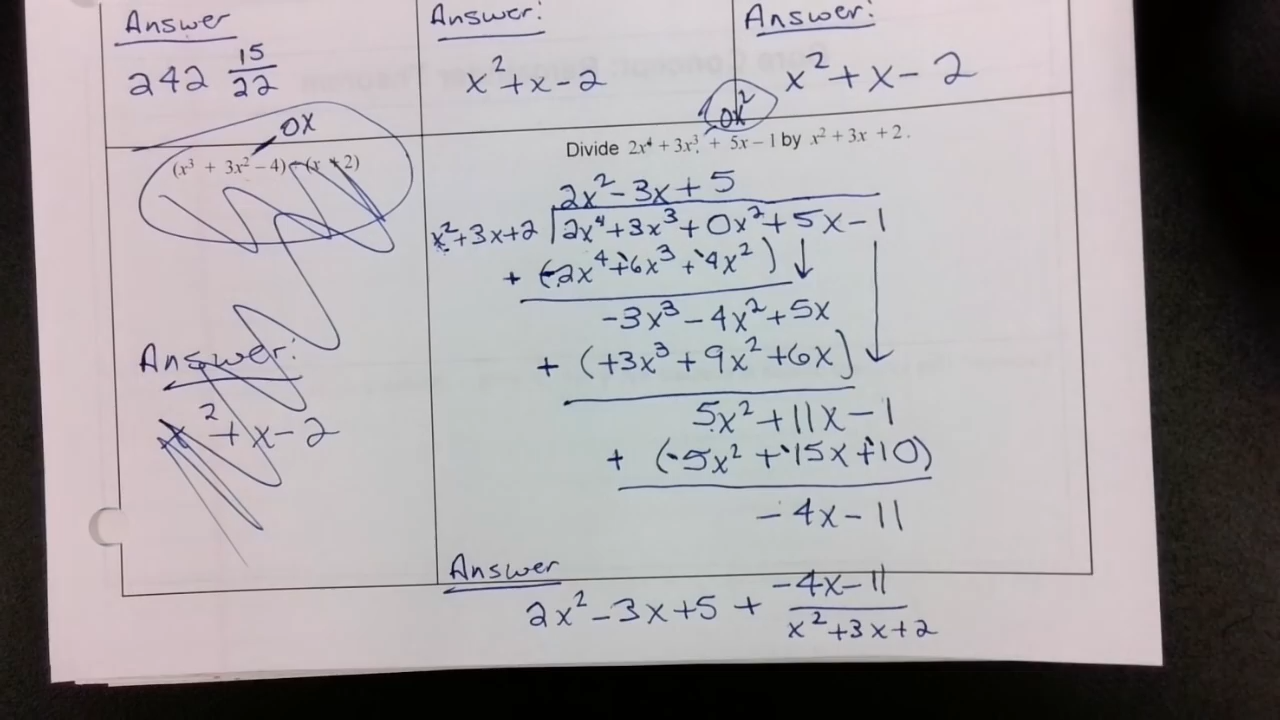 Answer
242 15/22
Answer:
x² + x - 2
Answer:
x² + x - 2
0x
(x³ + 3x² - 4) ÷ (x + 2)
Answer:
x² + x - 2
0x²
Divide 2x⁴ + 3x³ + 5x - 1 by x² + 3x + 2.
2x² - 3x + 5
x² + 3x + 2 | 2x⁴ + 3x³ + 0x² + 5x - 1
+ (-2x⁴ + -6x³ + -4x²)
-3x³ - 4x² + 5x
+ (+3x³ + 9x² + 6x)
5x² + 11x - 1
+ (-5x² + -15x + -10)
-4x - 11
Answer
2x² - 3x + 5 + (-4x - 11)/(x² + 3x + 2)